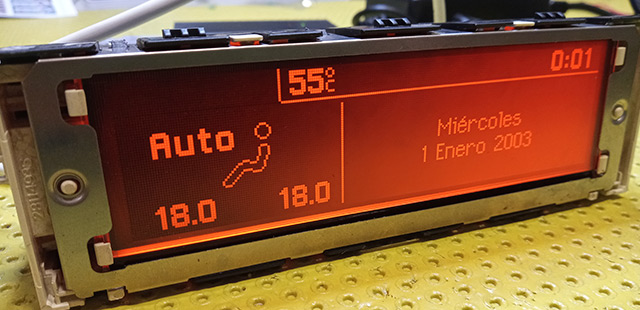 55°C
0:01
Auto
Miércoles
1 Enero 2003
18.0
18.0